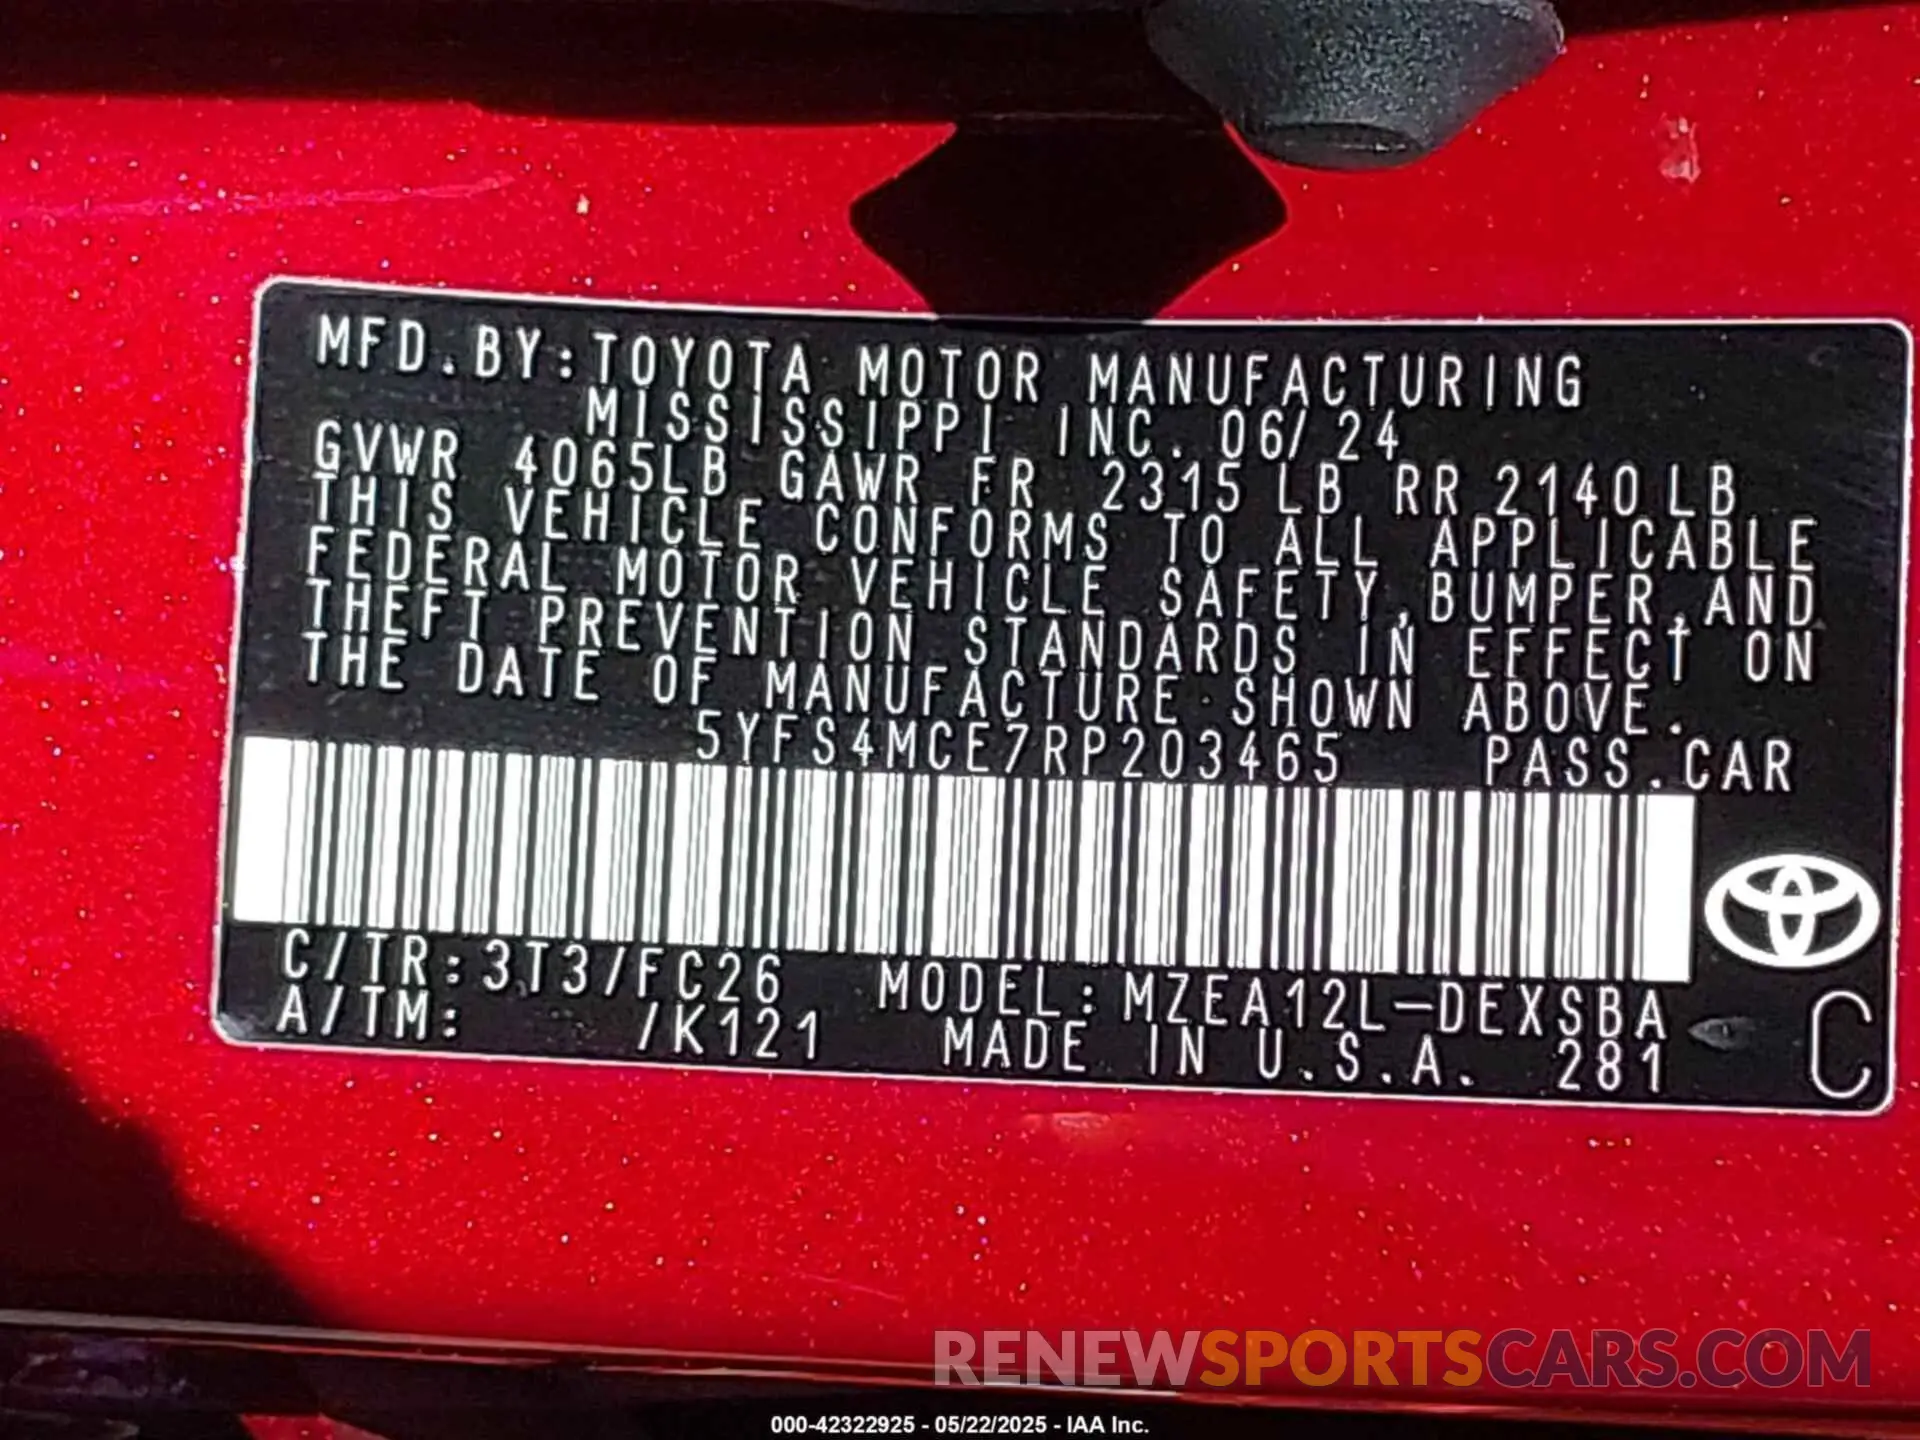 MFD.BY:TOYOTA MOTOR MANUFACTURING
MISSISSIPPI INC. 06/24
GVWR 4065LB GAWR FR 2315LB RR 2140LB
THIS VEHICLE CONFORMS TO ALL APPLICABLE
FEDERAL MOTOR VEHICLE SAFETY,BUMPER,AND
THEFT PREVENTION STANDARDS IN EFFECT ON
THE DATE OF MANUFACTURE SHOWN ABOVE.
5YFS4MCE7RP203465 PASS.CAR
C/TR:3T3/FC26 MODEL:MZEA12L-DEXSBA
A/TM: /K121 MADE IN U.S.A. 281 C
RENEWSPORTSCARS.COM
000-42322925 - 05/22/2025 - IAA Inc.